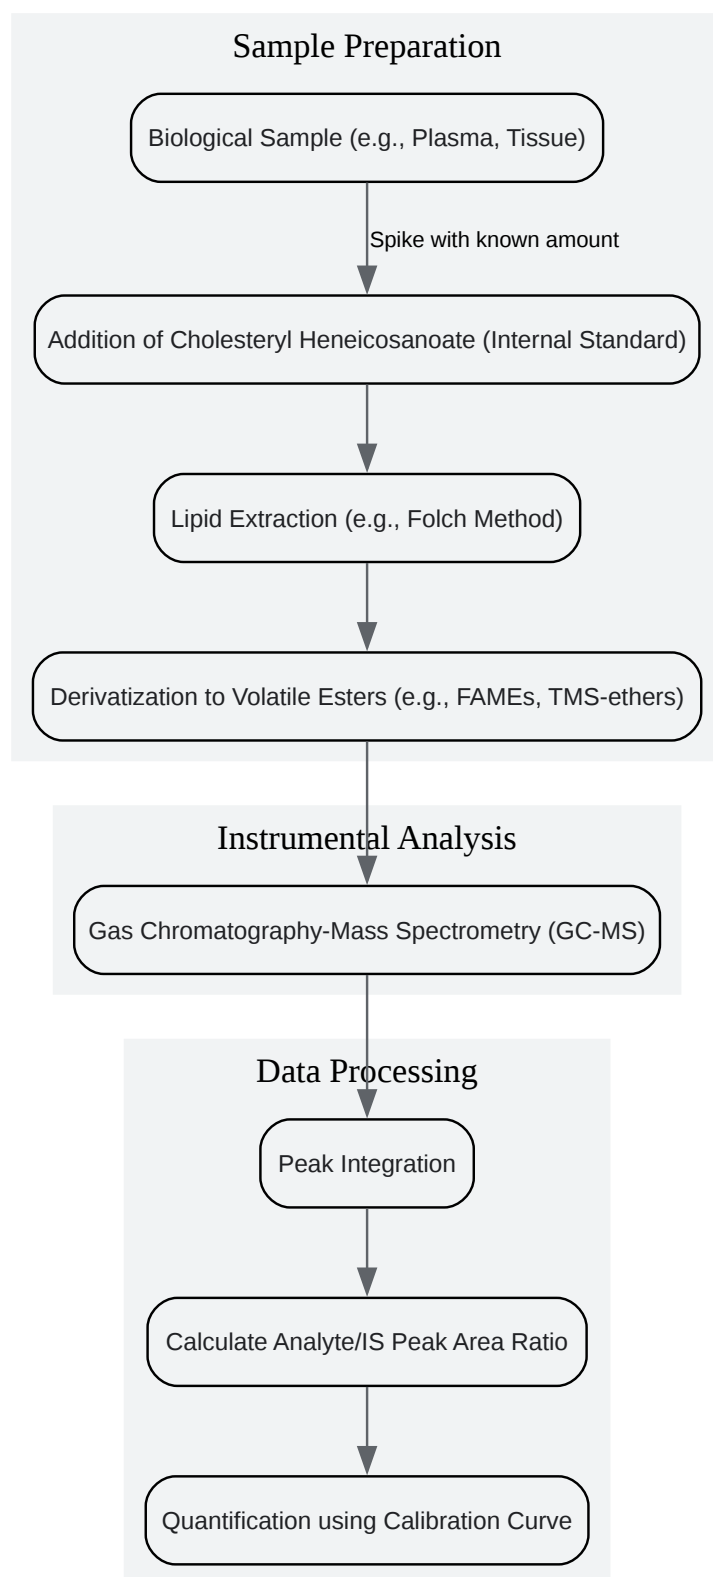 Sample Preparation
Biological Sample (e.g., Plasma, Tissue)
Spike with known amount
Addition of Cholesteryl Heneicosanoate (Internal Standard)
Lipid Extraction (e.g., Folch Method)
Derivatization to Volatile Esters (e.g., FAMEs, TMS-ethers)
Instrumental Analysis
Gas Chromatography-Mass Spectrometry (GC-MS)
Data Processing
Peak Integration
Calculate Analyte/IS Peak Area Ratio
Quantification using Calibration Curve